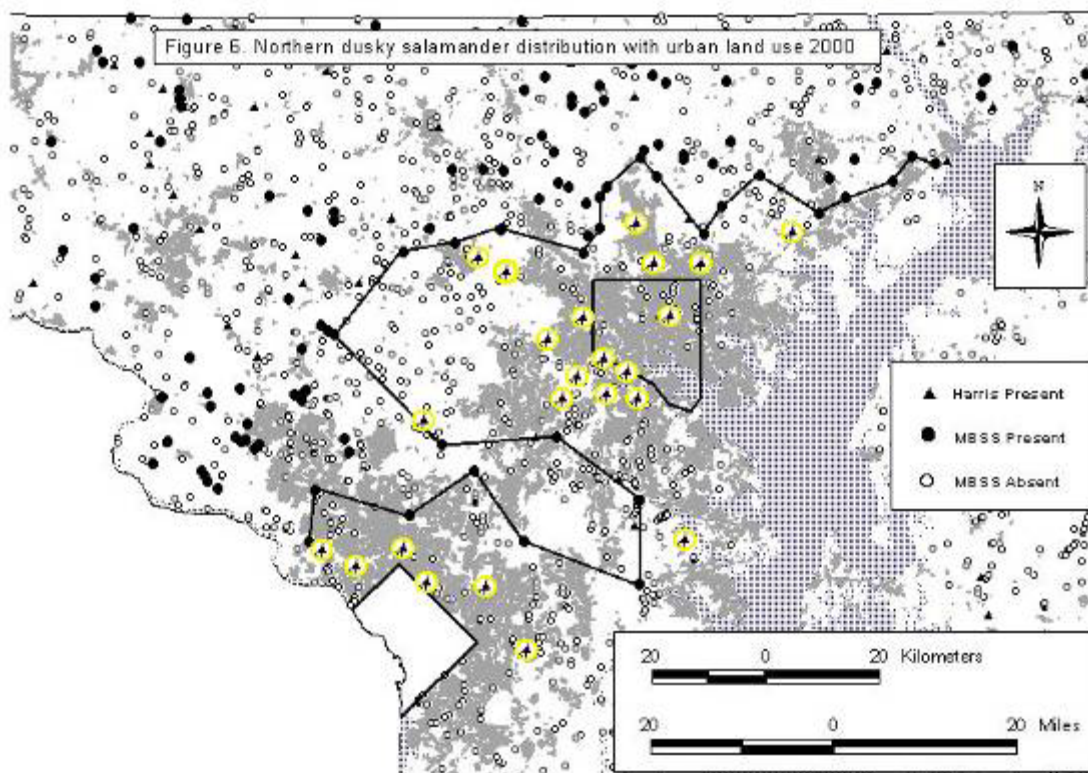 Figure 6. Northern dusky salamander distribution with urban land use 2000
N
Harris Present
MBSS Present
MBSS Absent
20 0 20 Kilometers
20 0 20 Miles